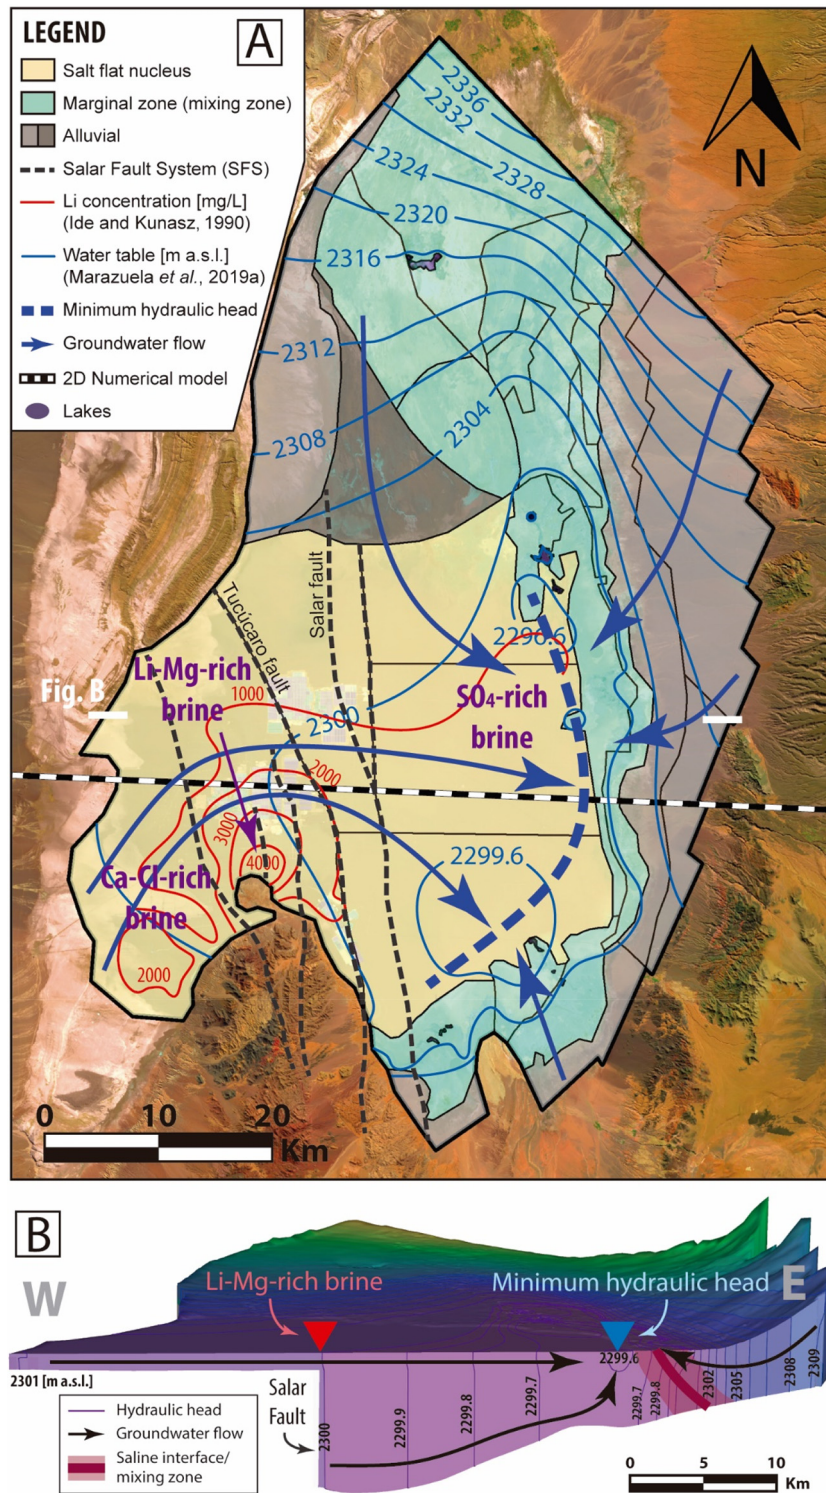 LEGEND
A
Salt flat nucleus
Marginal zone (mixing zone)
Alluvial
Salar Fault System (SFS)
Li concentration [mg/L]
(Ide and Kunasz, 1990)
Water table [m a.s.l.]
(Marazuela et al., 2019a)
Minimum hydraulic head
Groundwater flow
2D Numerical model
Lakes
N
2336
2332
2328
2324
2320
2316
2312
2308
2304
Salar fault
Tucúcaro fault
2296.6
Li-Mg-rich
brine
Fig. B
1000
2300
SO₄-rich
brine
2000
3000
4000
2299.6
Ca-Cl-rich
brine
2000
0 10 20
Km
B
W
E
Li-Mg-rich brine
Minimum hydraulic head
2301 [m a.s.l.]
Salar
Fault
2300
2299.9
2299.8
2299.7
2299.6
2299.7
2299.8
2302
2305
2308
2309
Hydraulic head
Groundwater flow
Saline interface/
mixing zone
0 5 10
Km